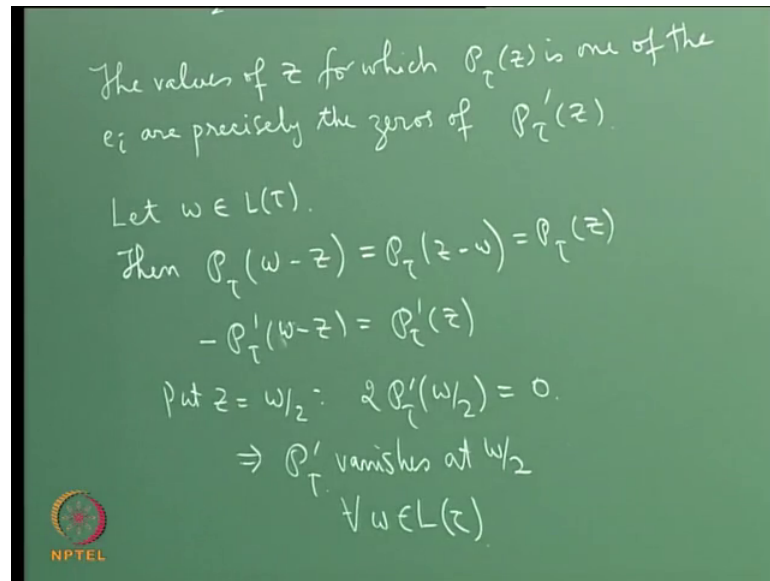 The values of z for which ℘_τ(z) is one of the
e_i are precisely the zeros of ℘_τ'(z).
Let w ∈ L(τ).
Then ℘_τ(w - z) = ℘_τ(z - w) = ℘_τ(z)
- ℘_τ'(w - z) = ℘_τ'(z)
Put z = w/2 : 2 ℘_τ'(w/2) = 0.
⇒ ℘_τ' vanishes at w/2
∀ w ∈ L(τ).
NPTEL